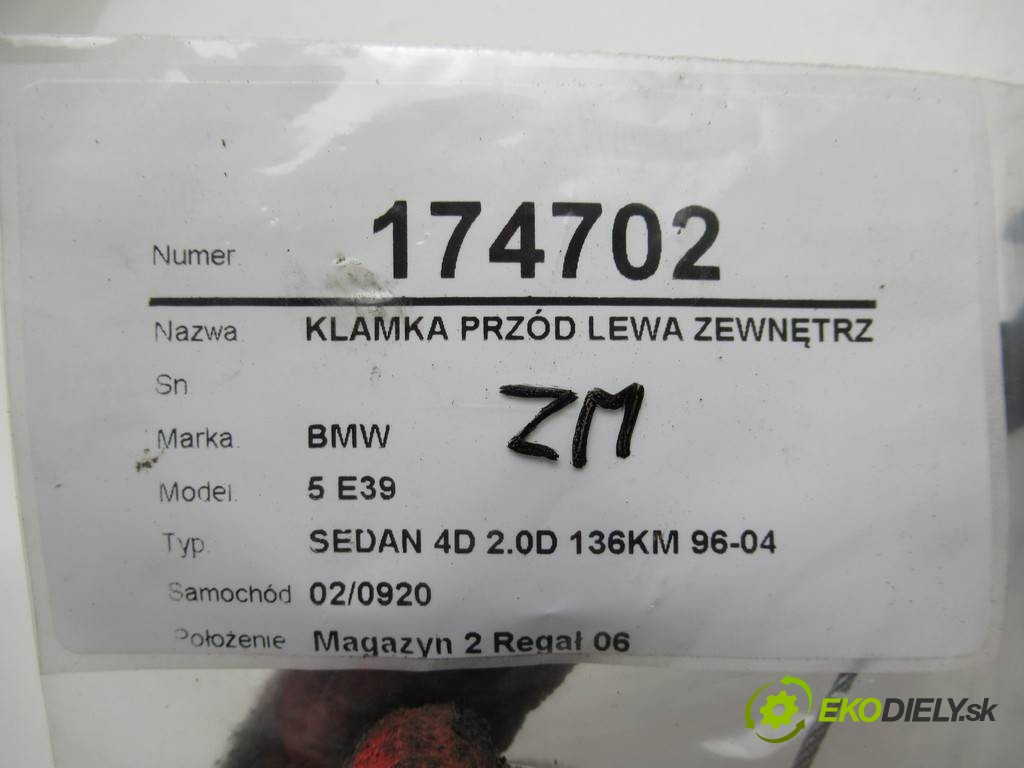 Numer 174702
Nazwa KLAMKA PRZÓD LEWA ZEWNĘTRZ
Sn
ZM
Marka BMW
Model 5 E39
Typ SEDAN 4D 2.0D 136KM 96-04
Samochód 02/0920
Położenie Magazyn 2 Regał 06
EKODIELY.sk